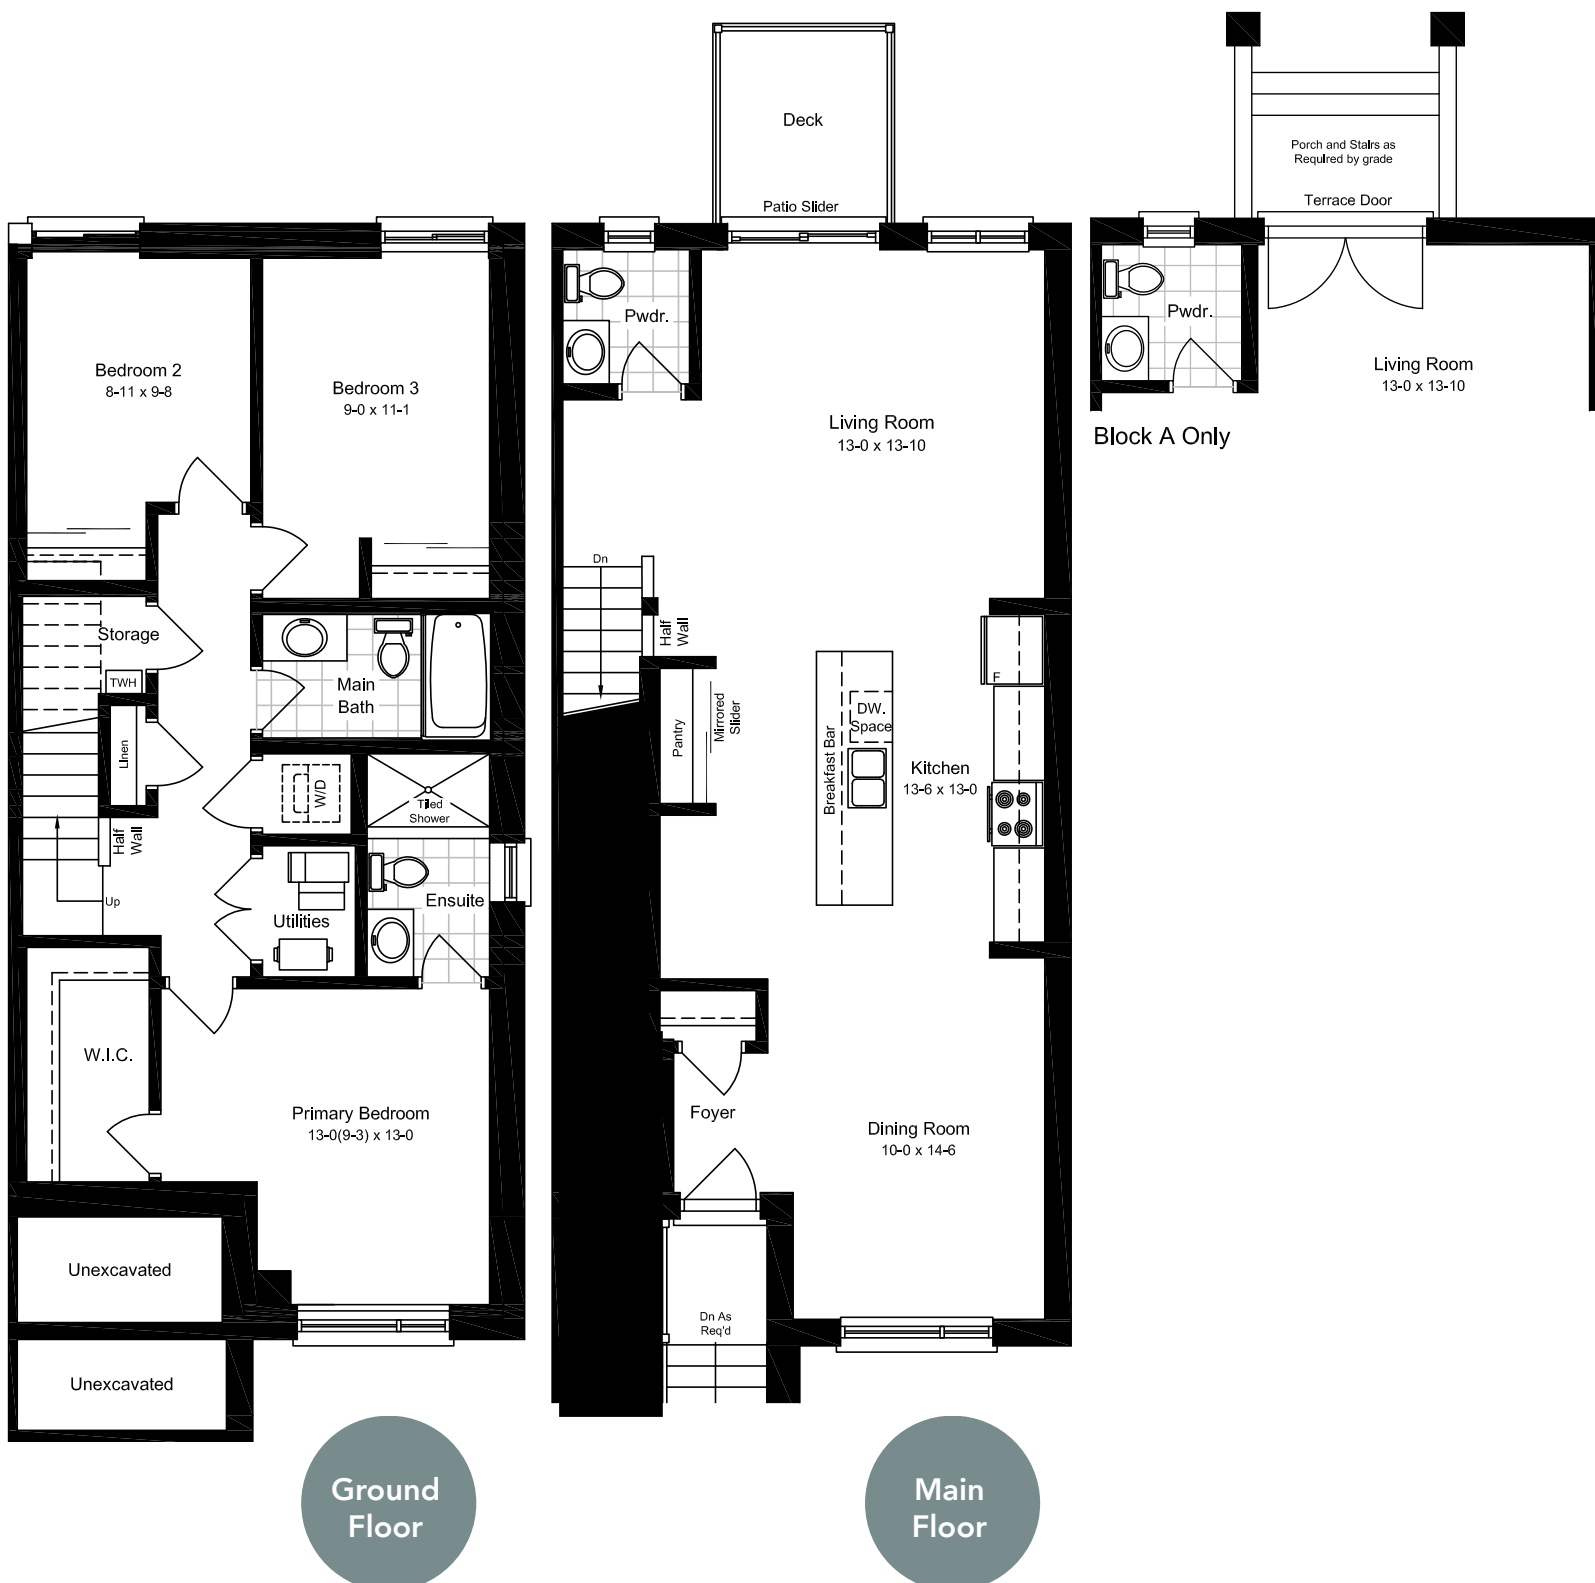 Bedroom 2
8-11 x 9-8
Bedroom 3
9-0 x 11-1
Storage
TWH
Linen
Main
Bath
W/D
Tiled
Shower
Half
Wall
Up
Utilities
Ensuite
W.I.C.
Primary Bedroom
13-0(9-3) x 13-0
Unexcavated
Unexcavated
Ground
Floor
Deck
Patio Slider
Pwdr.
Living Room
13-0 x 13-10
Dn
Half
Wall
Pantry
Mirrored
Slider
Breakfast Bar
DW.
Space
F
Kitchen
13-6 x 13-0
Foyer
Dining Room
10-0 x 14-6
Dn As
Req'd
Main
Floor
Porch and Stairs as
Required by grade
Terrace Door
Pwdr.
Living Room
13-0 x 13-10
Block A Only